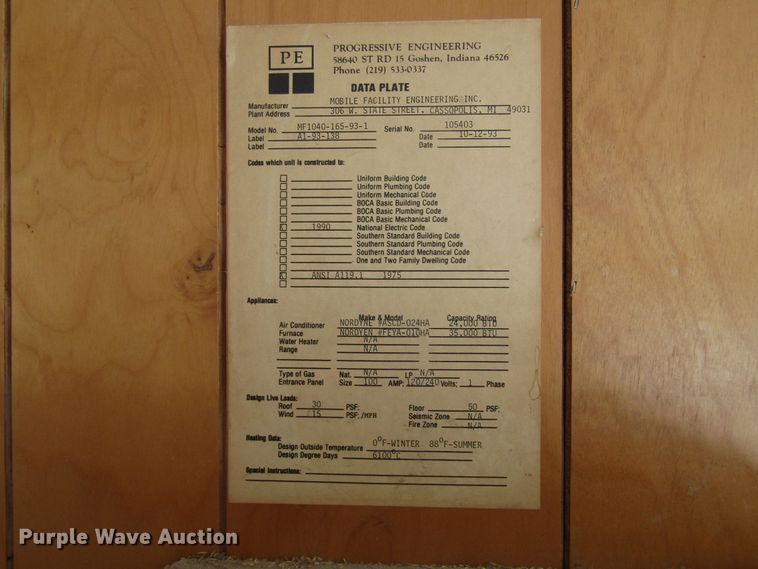 PE
PROGRESSIVE ENGINEERING
58640 ST RD 15 Goshen, Indiana 46526
Phone (219) 533-0337
DATA PLATE
Manufacturer MOBILE FACILITY ENGINEERING INC.
Plant Address 306 W. STATE STREET, CASSOPOLIS, MI 49031
Model No. MF1040-165-93-1 Serial No. 105403
Label A1-93-138 Date 10-12-93
Label Date
Codes which unit is constructed to:
Uniform Building Code
Uniform Plumbing Code
Uniform Mechanical Code
BOCA Basic Building Code
BOCA Basic Plumbing Code
BOCA Basic Mechanical Code
1990 National Electric Code
Southern Standard Building Code
Southern Standard Plumbing Code
Southern Standard Mechanical Code
One and Two Family Dwelling Code
ANSI A119.1 1975
Appliances:
Make & Model Capacity Rating
Air Conditioner NORDYNE #ASCD-024HA 24,000 BTU
Furnace NORDYEN #FEYA-010HA 35,000 BTU
Water Heater N/A
Range N/A
Type of Gas Nat. N/A LP N/A
Entrance Panel Size 100 AMP; 120/240 Volts; 1 Phase
Design Live Loads:
Roof 30 PSF; Floor 50 PSF;
Wind 15 PSF; /MPH Seismic Zone N/A
Fire Zone N/A
Heating Data:
Design Outside Temperature 0°F-WINTER 88°F-SUMMER
Design Degree Days 6100°C
Special Instructions:
Purple Wave Auction